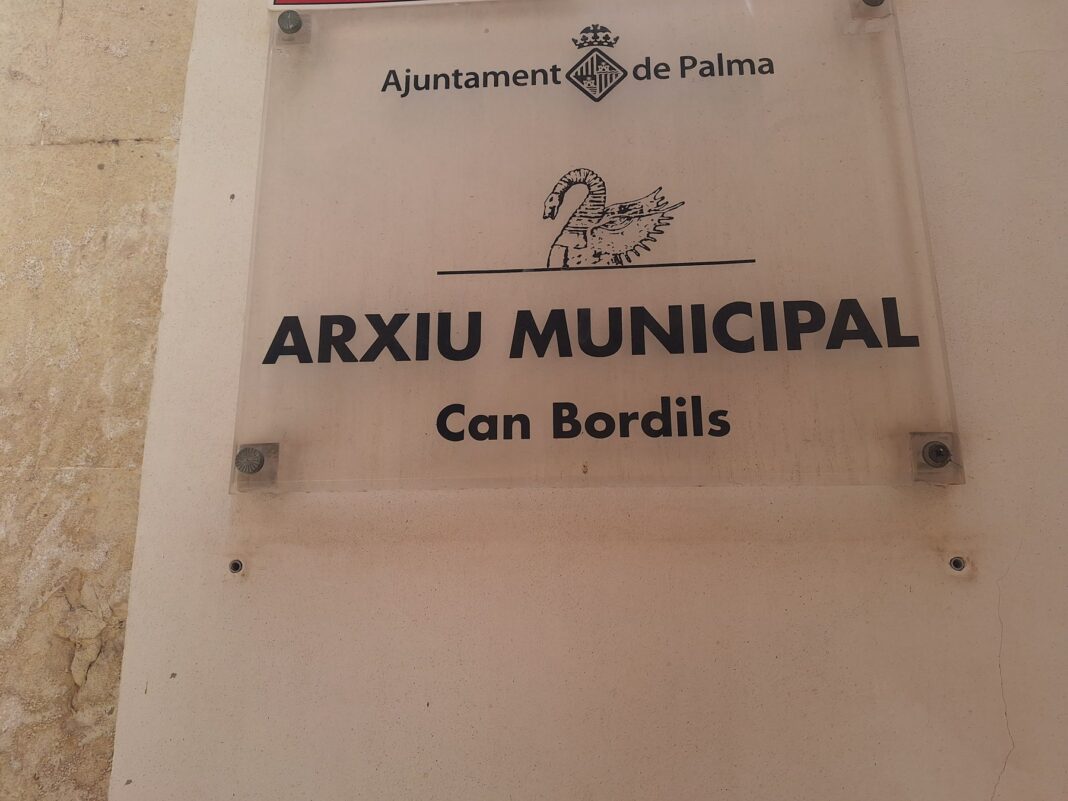 Ajuntament de Palma
ARXIU MUNICIPAL
Can Bordils